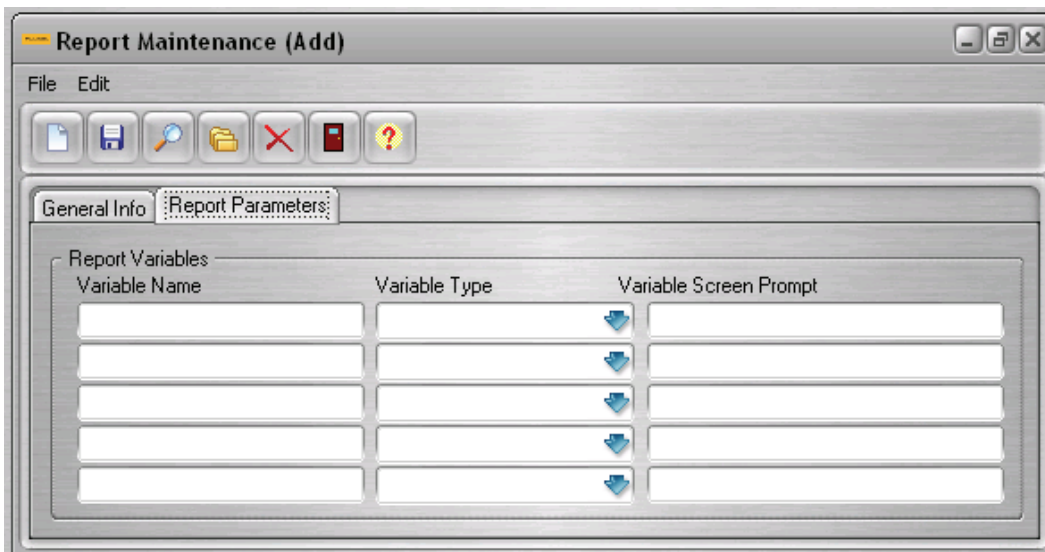 Report Maintenance (Add)
File Edit
?
General Info Report Parameters
Report Variables
Variable Name Variable Type Variable Screen Prompt